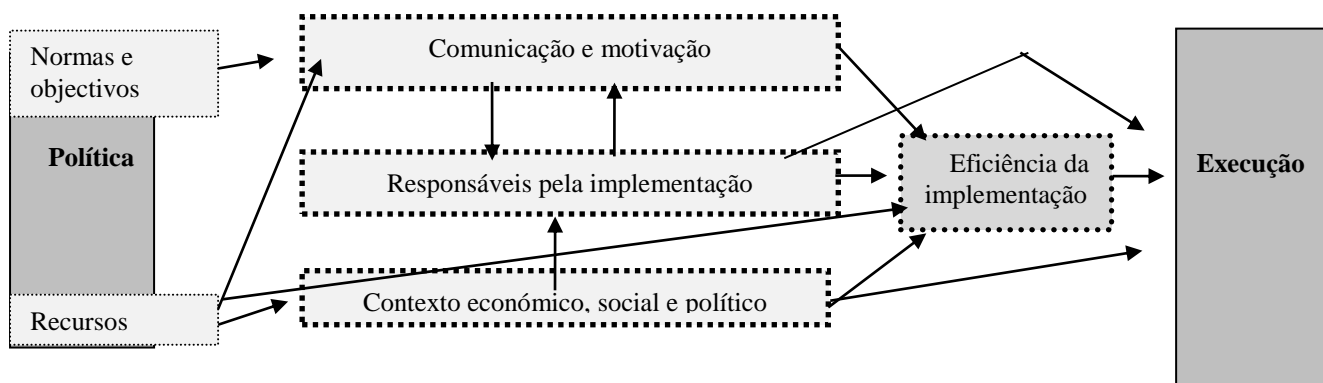 Normas e
objectivos
Política
Recursos
Comunicação e motivação
Responsáveis pela implementação
Contexto económico, social e político
Eficiência da
implementação
Execução